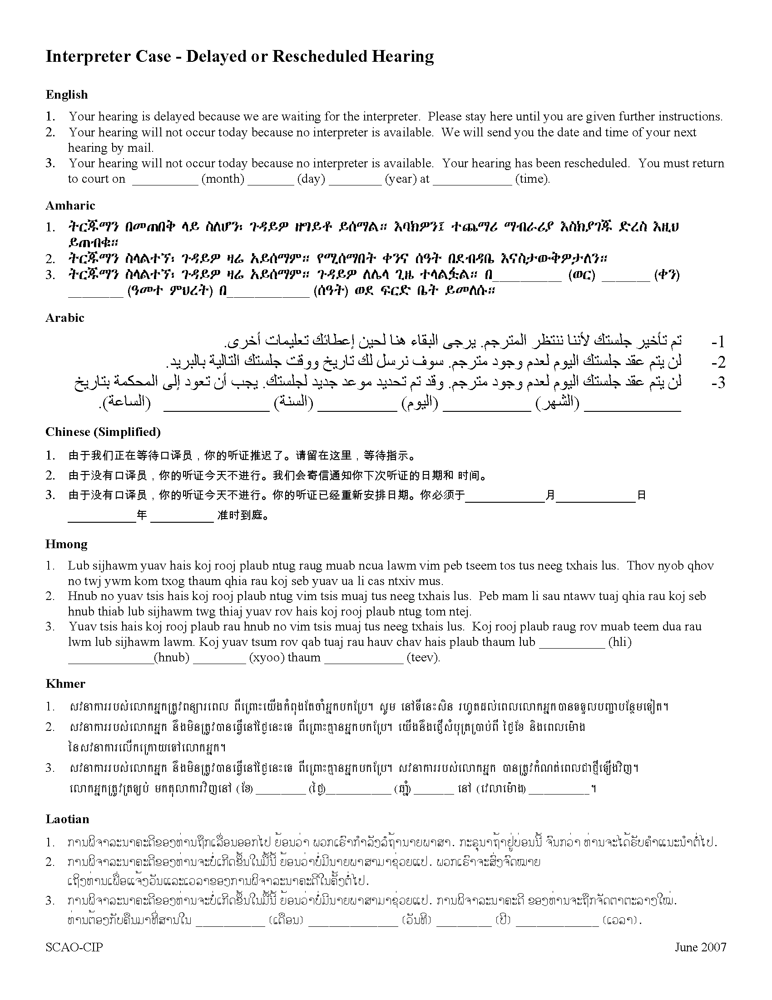 Interpreter Case - Delayed or Rescheduled Hearing
English
1. Your hearing is delayed because we are waiting for the interpreter. Please stay here until you are given further instructions.
2. Your hearing will not occur today because no interpreter is available. We will send you the date and time of your next
hearing by mail.
3. Your hearing will not occur today because no interpreter is available. Your hearing has been rescheduled. You must return
to court on __________ (month) _______ (day) ________ (year) at ____________ (time).
Amharic
1. ትርጁማን በመጠበቅ ላይ ስለሆን፣ ጉዳይዎ ዘግይቶ ይሰማል። እባክዎን፤ ተጨማሪ ማብራሪያ እስክያገጁ ድረስ እዚህ
ይጠብቁ።
2. ትርጁማን ስላልተኘ፣ ጉዳይዎ ዛሬ አይሰማም። የሚሰማበት ቀንና ሰዓት በደብዳቤ እናስታውቅዎታለን።
3. ትርጁማን ስላልተኘ፣ ጉዳይዎ ዛሬ አይሰማም። ጉዳይዎ ለሌላ ጊዜ ተላልፏል። በ__________ (ወር) _______ (ቀን)
________ (ዓመተ ምህረት) በ____________ (ሰዓት) ወደ ፍርድ ቤት ይመለሱ።
Arabic
1- تم تأخير جلستك لأننا ننتظر المترجم. يرجى البقاء هنا لحين إعطائك تعليمات أخرى.
2- لن يتم عقد جلستك اليوم لعدم وجود مترجم. سوف نرسل لك تاريخ ووقت جلستك التالية بالبريد.
3- لن يتم عقد جلستك اليوم لعدم وجود مترجم. وقد تم تحديد موعد جديد لجلستك. يجب أن تعود إلى المحكمة بتاريخ
___________ (الشهر) __________ (اليوم) _________ (السنة) ____________ (الساعة).
Chinese (Simplified)
1. 由于我们正在等待口译员，你的听证推迟了。请留在这里，等待指示。
2. 由于没有口译员，你的听证今天不进行。我们会寄信通知你下次听证的日期和 时间。
3. 由于没有口译员，你的听证今天不进行。你的听证已经重新安排日期。你必须于____________月____________日
__________年 __________ 准时到庭。
Hmong
1. Lub sijhawm yuav hais koj rooj plaub ntug raug muab ncua lawm vim peb tseem tos tus neeg txhais lus. Thov nyob qhov
no twj ywm kom txog thaum qhia rau koj seb yuav ua li cas ntxiv mus.
2. Hnub no yuav tsis hais koj rooj plaub ntug vim tsis muaj tus neeg txhais lus. Peb mam li sau ntawv tuaj qhia rau koj seb
hnub thiab lub sijhawm twg thiaj yuav rov hais koj rooj plaub ntug tom ntej.
3. Yuav tsis hais koj rooj plaub rau hnub no vim tsis muaj tus neeg txhais lus. Koj rooj plaub raug rov muab teem dua rau
lwm lub sijhawm lawm. Koj yuav tsum rov qab tuaj rau hauv chav hais plaub thaum lub __________ (hli)
_____________(hnub) ________ (xyoo) thaum ____________ (teev).
Khmer
1. សវនាការរបស់លោកអ្នកត្រូវពន្យារពេល ពីព្រោះយើងកំពុងតែចាំអ្នកបកប្រែ។ សូម នៅទីនេះសិន រហូតដល់ពេលលោកអ្នកបានទទួលបញ្ជាបន្ថែមទៀត។
2. សវនាការរបស់លោកអ្នក នឹងមិនត្រូវបានធ្វើនៅថ្ងៃនេះទេ ពីព្រោះគ្មានអ្នកបកប្រែ។ យើងនឹងផ្ញើសំបុត្រប្រាប់ពី ថ្ងៃខែ និងពេលម៉ោង
នៃសវនាការលើកក្រោយទៅលោកអ្នក។
3. សវនាការរបស់លោកអ្នក នឹងមិនត្រូវបានធ្វើនៅថ្ងៃនេះទេ ពីព្រោះគ្មានអ្នកបកប្រែ។ សវនាការរបស់លោកអ្នក បានត្រូវកំណត់ពេលជាថ្មីឡើងវិញ។
លោកអ្នកត្រូវត្រឡប់ មកតុលាការវិញនៅ (ខែ) ________ (ថ្ងៃ)__________ (ឆ្នាំ) ______ នៅ (វេលាម៉ោង) _________។
Laotian
1. ການພິຈາລະນາຄະດີຂອງທ່ານຖືກເລື່ອນອອກໄປ ຍ້ອນວ່າ ພວກເຮົາກຳລັງລໍຖ້ານາຍພາສາ. ກະຣຸນາຖ້າຢູ່ບ່ອນນີ້ ຈົນກວ່າ ທ່ານຈະໄດ້ຮັບຄຳແນະນຳຕໍ່ໄປ.
2. ການພິຈາລະນາຄະດີຂອງທ່ານຈະບໍ່ເກີດຂຶ້ນໃນມື້ນີ້ ຍ້ອນວ່າບໍ່ມີນາຍພາສາມາຊ່ວຍແປ. ພວກເຮົາຈະສົ່ງຈົດໝາຍ
ເຖິງທ່ານເພື່ອແຈ້ງວັນແລະເວລາຂອງການພິຈາລະນາຄະດີໃນຄັ້ງຕໍ່ໄປ.
3. ການພິຈາລະນາຄະດີຂອງທ່ານຈະບໍ່ເກີດຂຶ້ນໃນມື້ນີ້ ຍ້ອນວ່າບໍ່ມີນາຍພາສາມາຊ່ວຍແປ. ການພິຈາລະນາຄະດີ ຂອງທ່ານຈະຖືກຈັດຕາຕະລາງໃໝ່.
ທ່ານຕ້ອງກັບຄືນມາທີ່ສານໃນ __________ (ເດືອນ) _____________ (ວັນທີ) ________ (ປີ) ____________ (ເວລາ).
SCAO-CIP June 2007